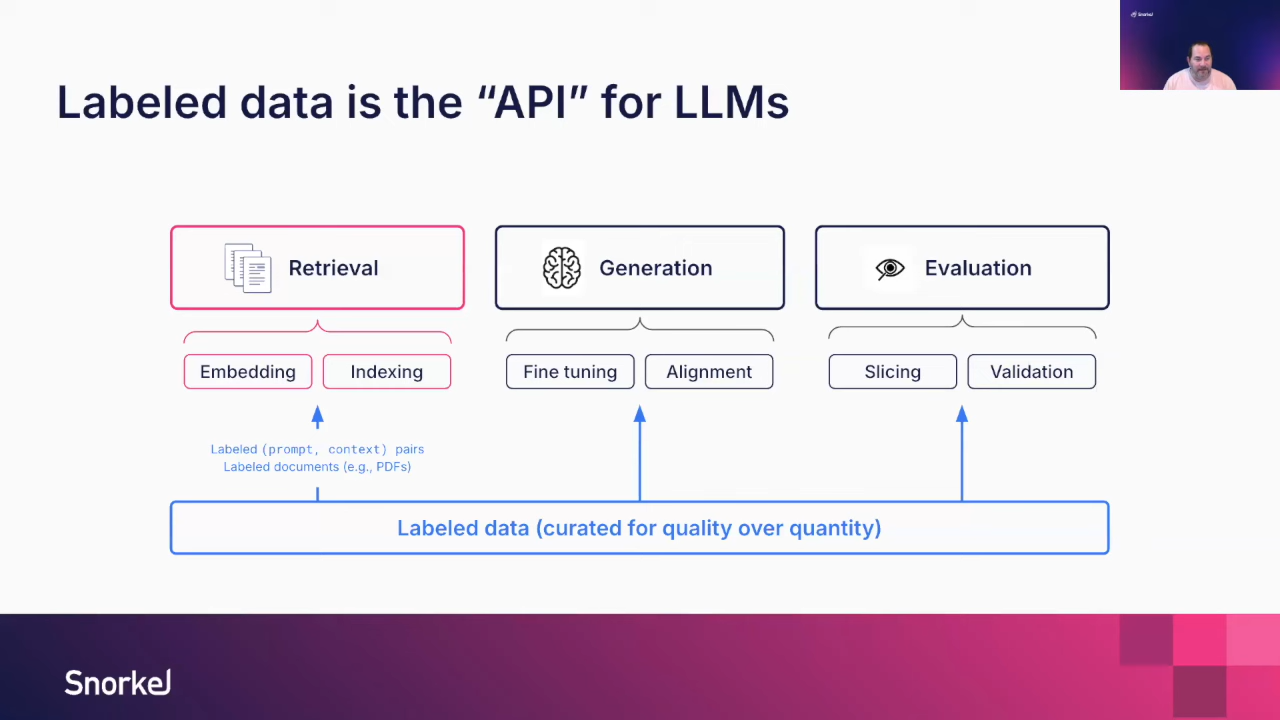 Snorkel
Labeled data is the “API” for LLMs
Retrieval
Generation
Evaluation
Embedding
Indexing
Fine tuning
Alignment
Slicing
Validation
Labeled (prompt, context) pairs
Labeled documents (e.g., PDFs)
Labeled data (curated for quality over quantity)
Snorkel